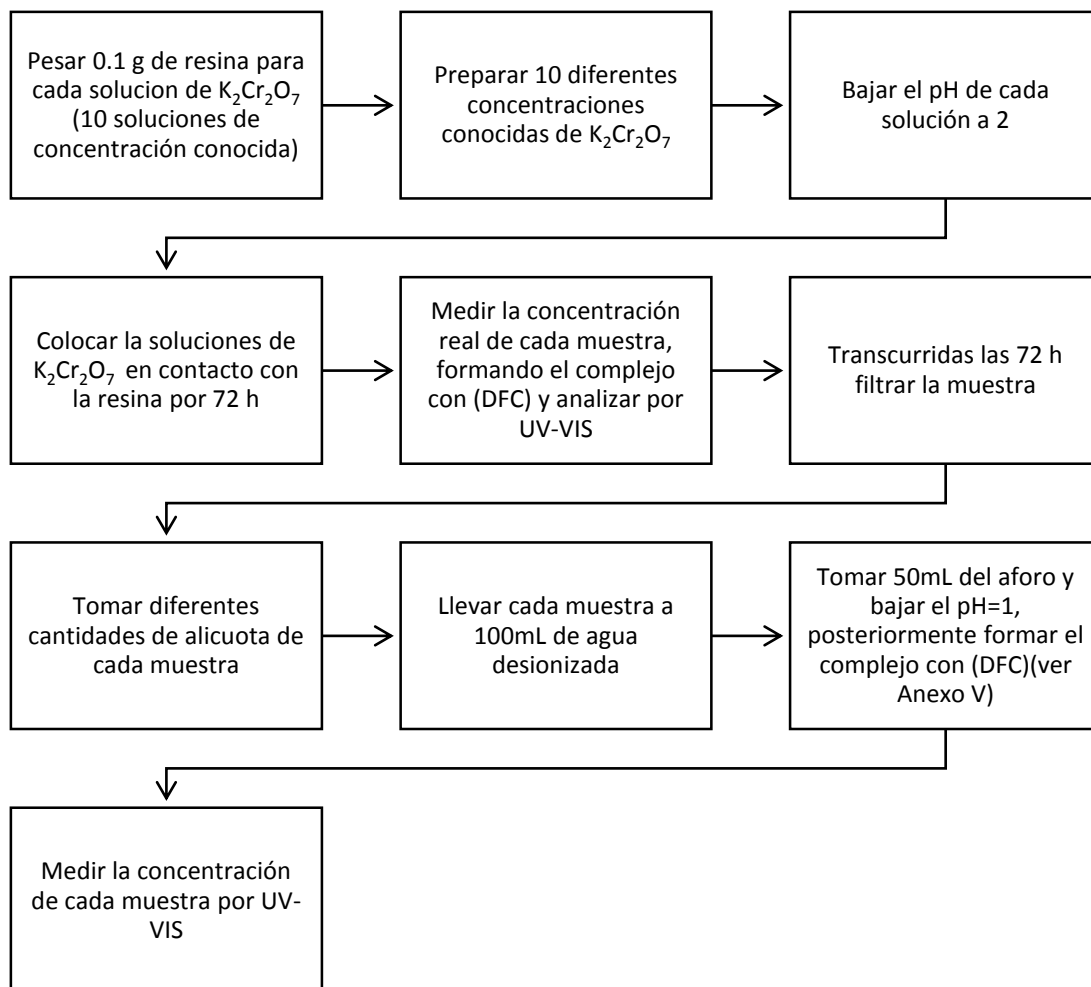 Pesar 0.1 g de resina para
cada solucion de K₂Cr₂O₇
(10 soluciones de
concentración conocida)
Preparar 10 diferentes
concentraciones
conocidas de K₂Cr₂O₇
Bajar el pH de cada
solución a 2
Colocar la soluciones de
K₂Cr₂O₇ en contacto con
la resina por 72 h
Medir la concentración
real de cada muestra,
formando el complejo
con (DFC) y analizar por
UV-VIS
Transcurridas las 72 h
filtrar la muestra
Tomar diferentes
cantidades de alicuota de
cada muestra
Llevar cada muestra a
100mL de agua
desionizada
Tomar 50mL del aforo y
bajar el pH=1,
posteriormente formar el
complejo con (DFC)(ver
Anexo V)
Medir la concentración
de cada muestra por UV-
VIS